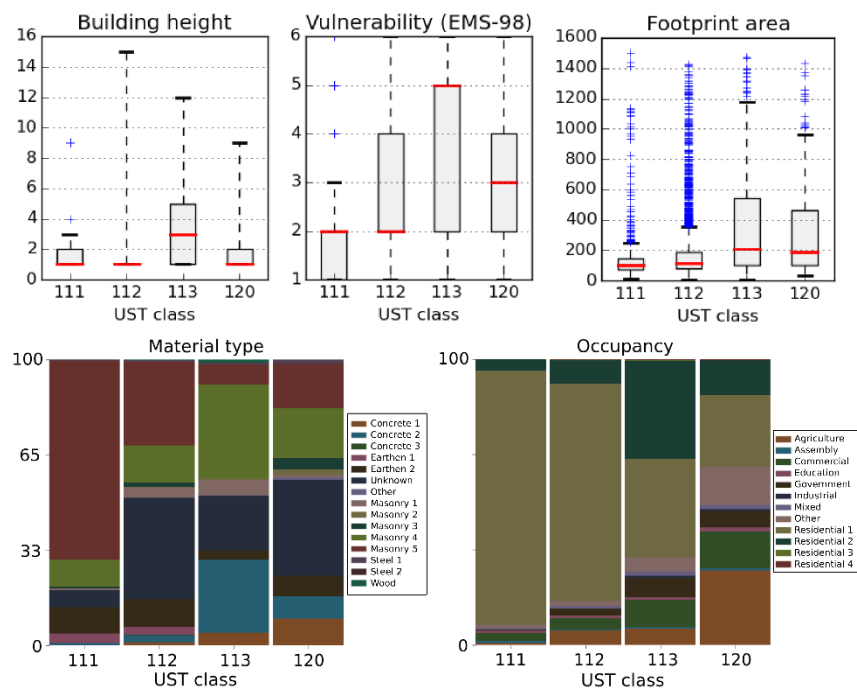 Building height
16
14
12
10
8
6
4
2
0
111 112 113 120
UST class
Vulnerability (EMS-98)
6
5
4
3
2
1
111 112 113 120
UST class
Footprint area
1600
1400
1200
1000
800
600
400
200
0
111 112 113 120
UST class
Material type
100
65
33
0
111 112 113 120
UST class
Concrete 1
Concrete 2
Concrete 3
Earthen 1
Earthen 2
Unknown
Other
Masonry 1
Masonry 2
Masonry 3
Masonry 4
Masonry 5
Steel 1
Steel 2
Wood
Occupancy
100
0
111 112 113 120
UST class
Agriculture
Assembly
Commercial
Education
Government
Industrial
Mixed
Other
Residential 1
Residential 2
Residential 3
Residential 4